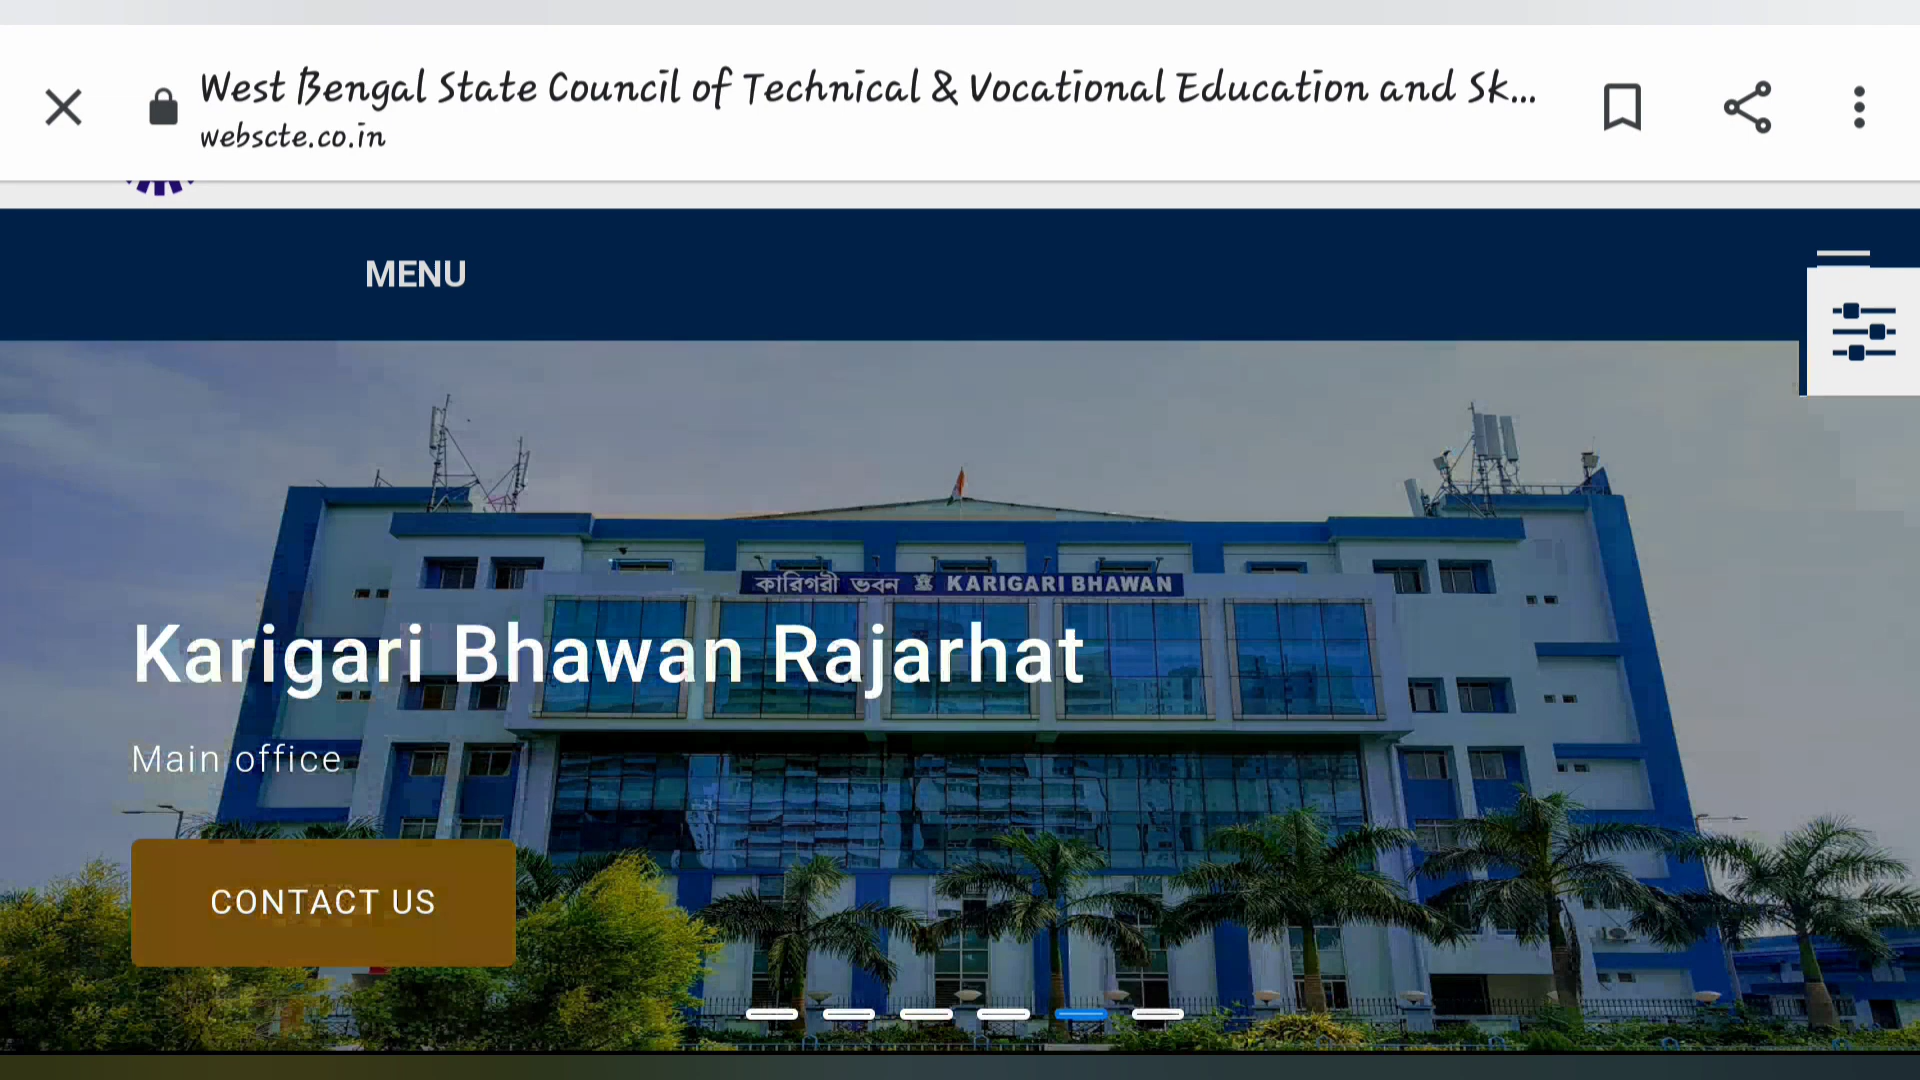 West Bengal State Council of Technical & Vocational Education and Sk...
webscte.co.in
MENU
কারিগরী ভবন KARIGARI BHAWAN
Karigari Bhawan Rajarhat
Main office
CONTACT US